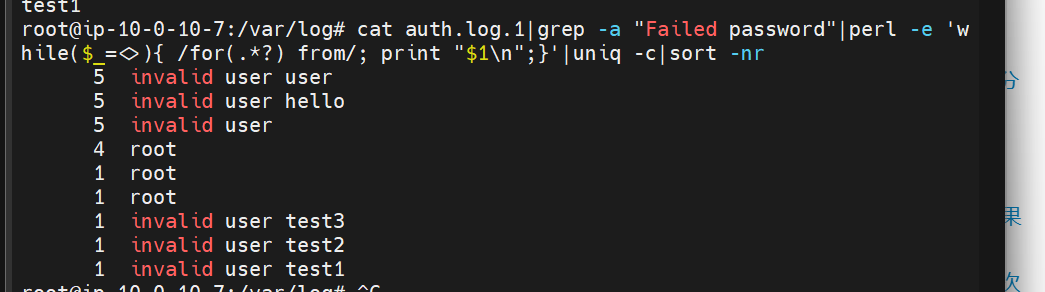 test1
root@ip-10-0-10-7:/var/log# cat auth.log.1|grep -a "Failed password"|perl -e 'w
hile($_=<>){ /for(.*?) from/; print "$1\n";}'|uniq -c|sort -nr
5 invalid user user
5 invalid user hello
5 invalid user
4 root
1 root
1 root
1 invalid user test3
1 invalid user test2
1 invalid user test1
root@ip-10-0-10-7:/var/log# ^C
分
果
次